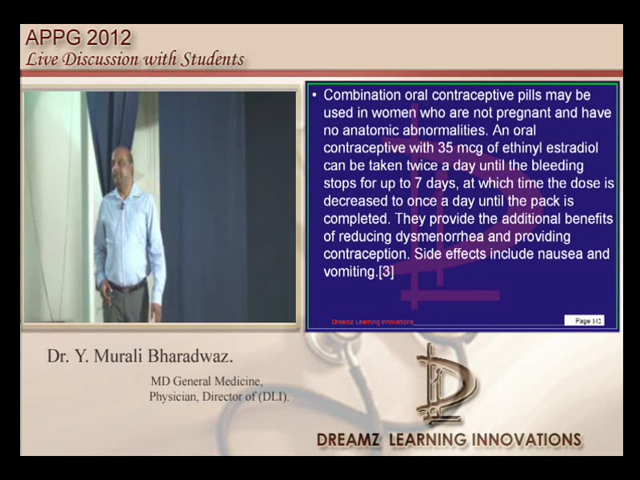 APPG 2012
Live Discussion with Students
• Combination oral contraceptive pills may be
used in women who are not pregnant and have
no anatomic abnormalities. An oral
contraceptive with 35 mcg of ethinyl estradiol
can be taken twice a day until the bleeding
stops for up to 7 days, at which time the dose is
decreased to once a day until the pack is
completed. They provide the additional benefits
of reducing dysmenorrhea and providing
contraception. Side effects include nausea and
vomiting.[3]
Dreamz Learning Innovations
Page 112
Dr. Y. Murali Bharadwaz.
MD General Medicine,
Physician, Director of (DLI).
DREAMZ LEARNING INNOVATIONS